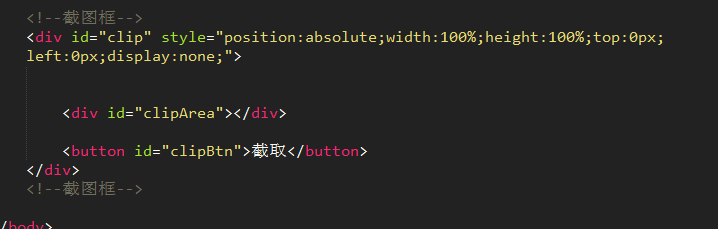 <!--截图框-->
<div id="clip" style="position:absolute;width:100%;height:100%;top:0px;
left:0px;display:none;">
<div id="clipArea"></div>
<button id="clipBtn">截取</button>
</div>
<!--截图框-->
/body>